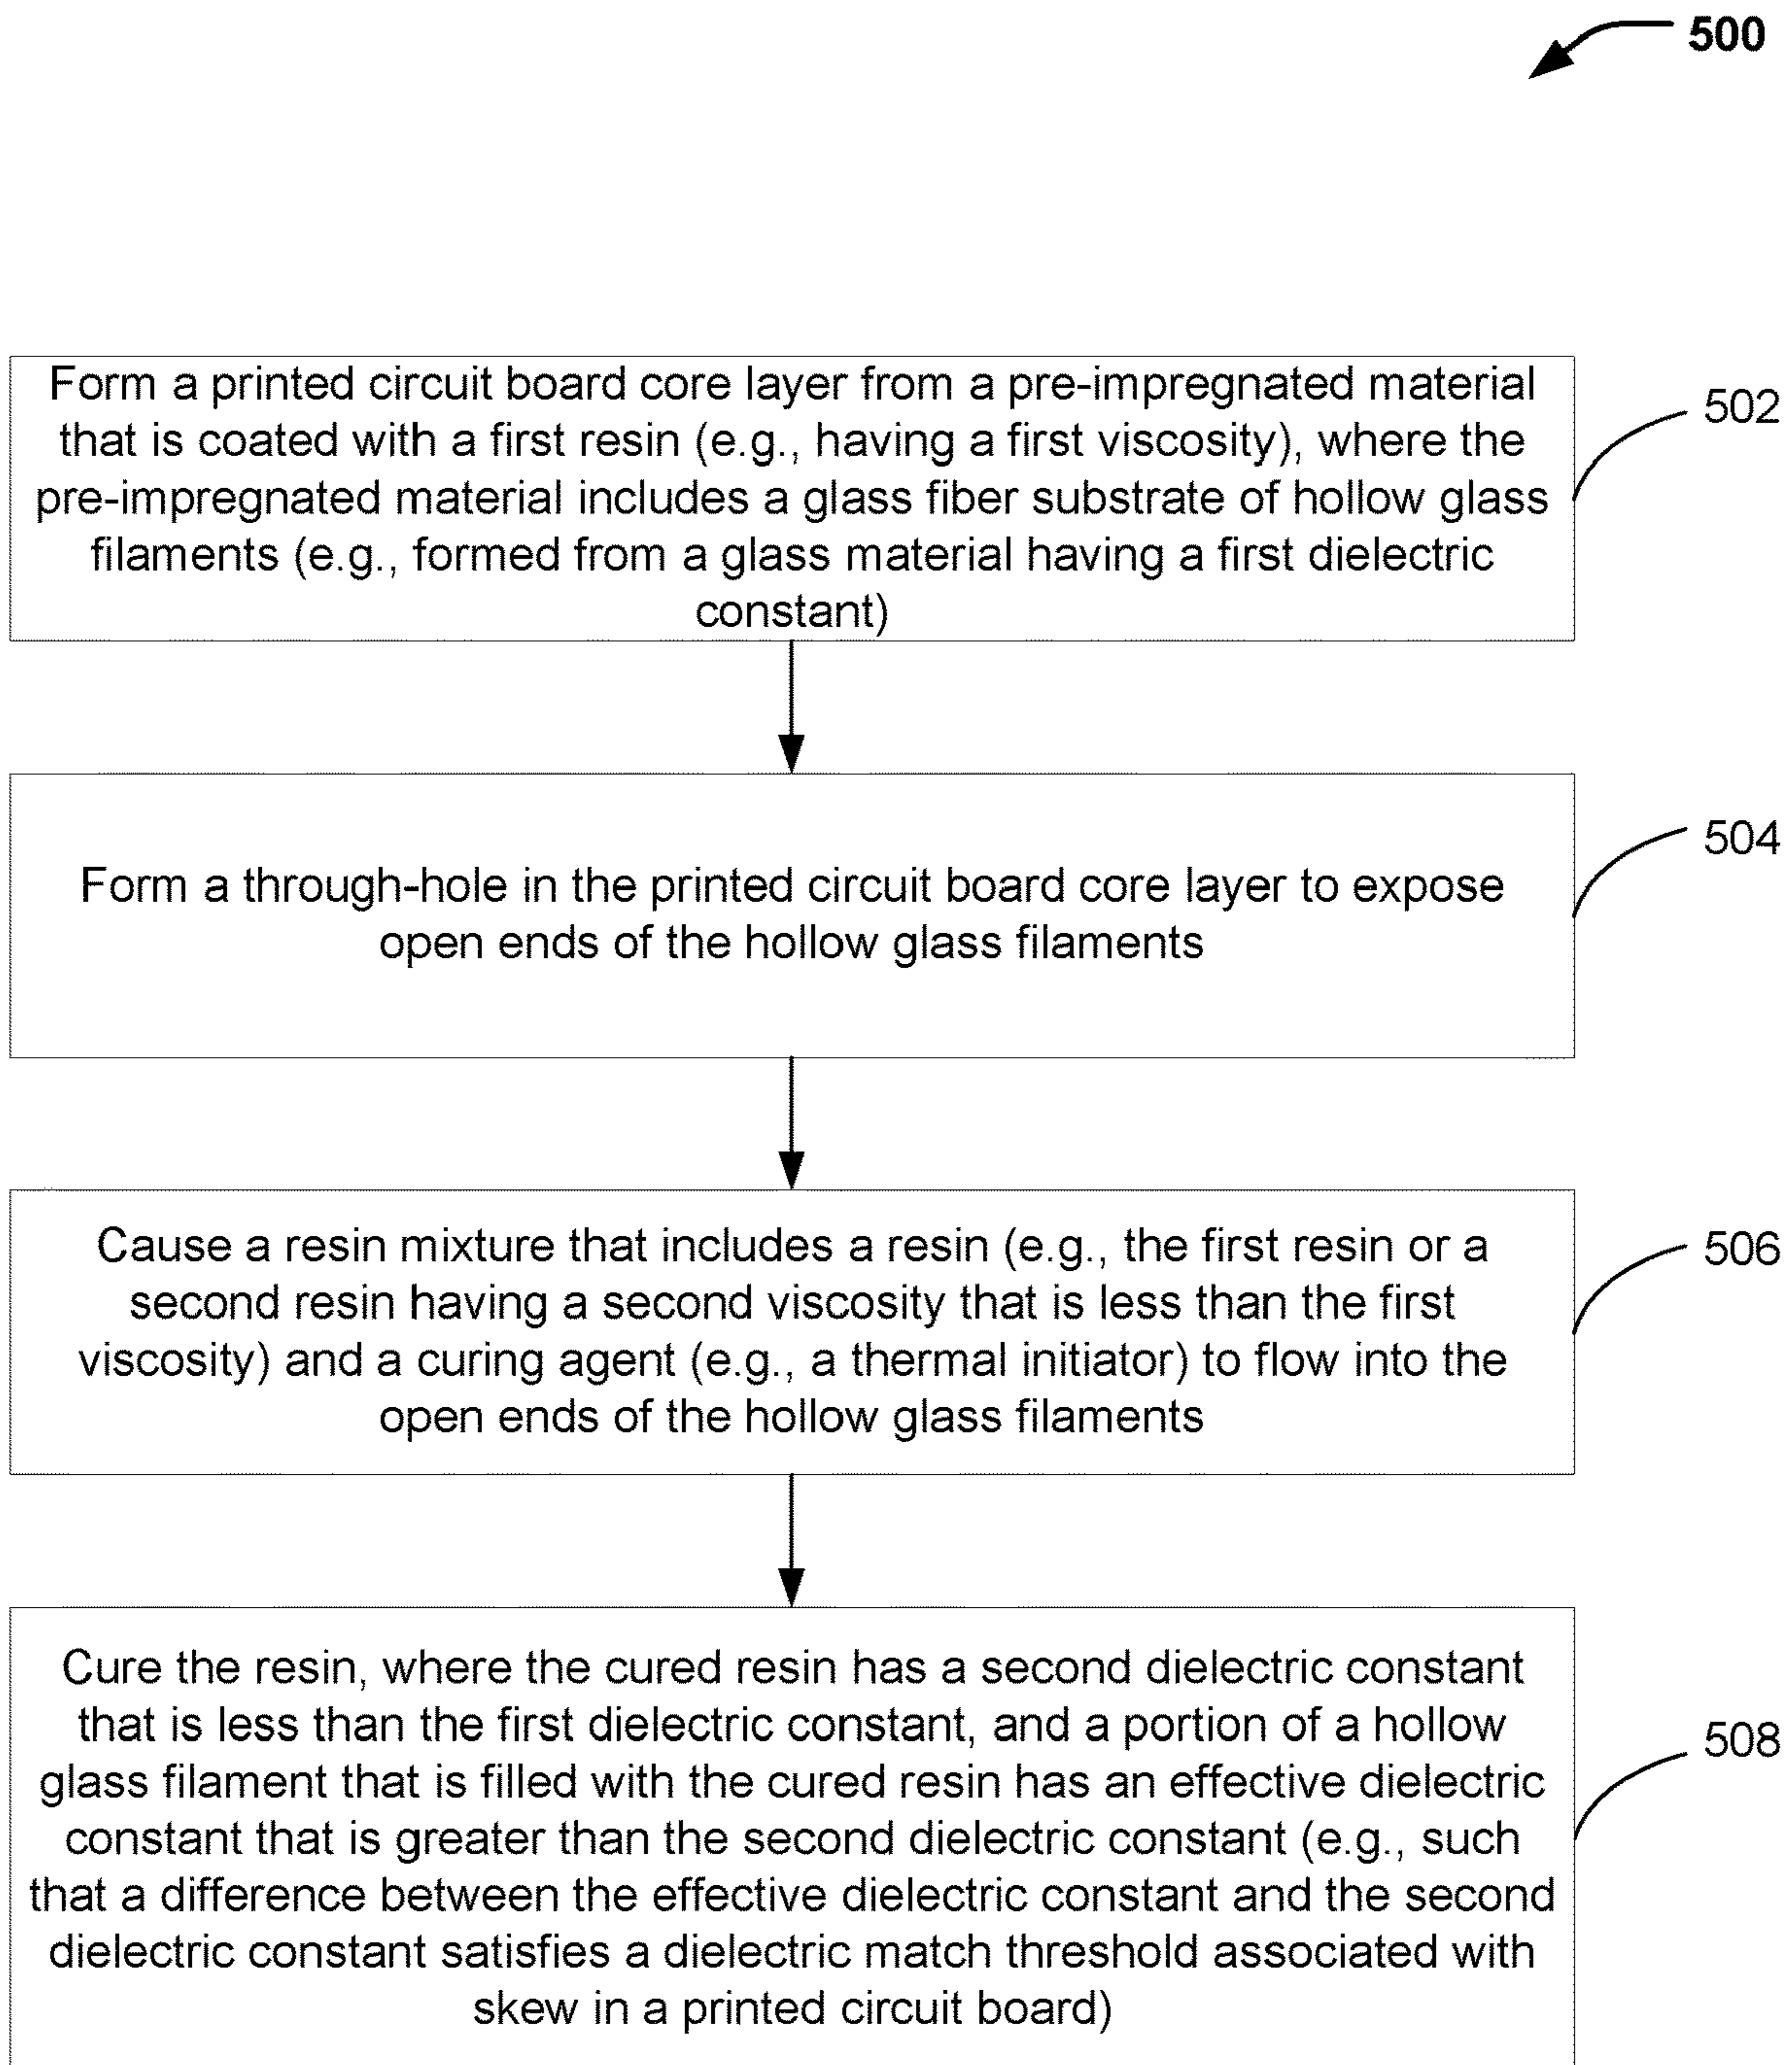 500
Form a printed circuit board core layer from a pre-impregnated material
that is coated with a first resin (e.g., having a first viscosity), where the
pre-impregnated material includes a glass fiber substrate of hollow glass
filaments (e.g., formed from a glass material having a first dielectric
constant)
502
Form a through-hole in the printed circuit board core layer to expose
open ends of the hollow glass filaments
504
Cause a resin mixture that includes a resin (e.g., the first resin or a
second resin having a second viscosity that is less than the first
viscosity) and a curing agent (e.g., a thermal initiator) to flow into the
open ends of the hollow glass filaments
506
Cure the resin, where the cured resin has a second dielectric constant
that is less than the first dielectric constant, and a portion of a hollow
glass filament that is filled with the cured resin has an effective dielectric
constant that is greater than the second dielectric constant (e.g., such
that a difference between the effective dielectric constant and the second
dielectric constant satisfies a dielectric match threshold associated with
skew in a printed circuit board)
508